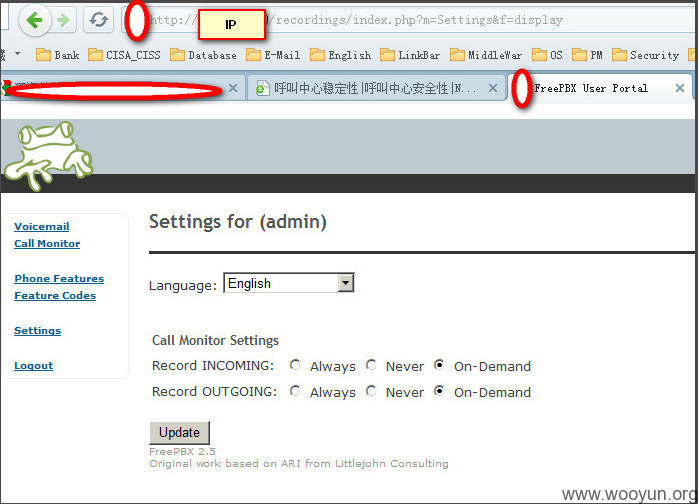 http://
IP
/recordings/index.php?m=Settings&f=display
Bank CISA_CISS Database E-Mail English LinkBar MiddleWar OS PM Security
呼叫中心稳定性|呼叫中心安全性|N...
FreePBX User Portal
Voicemail
Call Monitor
Phone Features
Feature Codes
Settings
Logout
Settings for (admin)
Language: English
Call Monitor Settings
Record INCOMING: Always Never On-Demand
Record OUTGOING: Always Never On-Demand
Update
FreePBX 2.5
Original work based on ARI from Littlejohn Consulting
www.wooyun.org